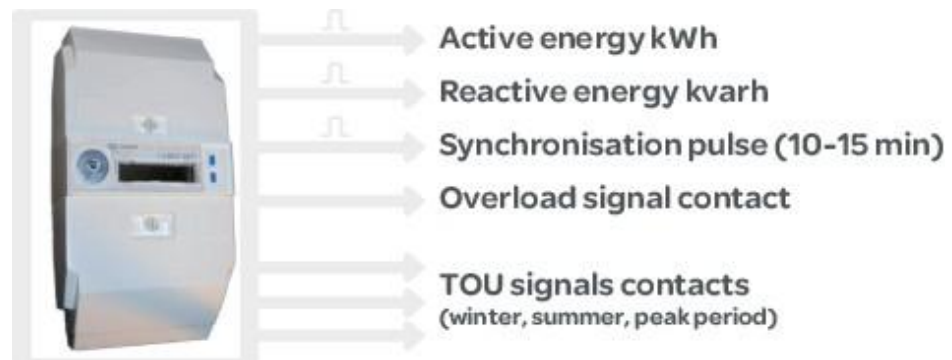 Active energy kWh
Reactive energy kvarh
Synchronisation pulse (10-15 min)
Overload signal contact
TOU signals contacts
(winter, summer, peak period)